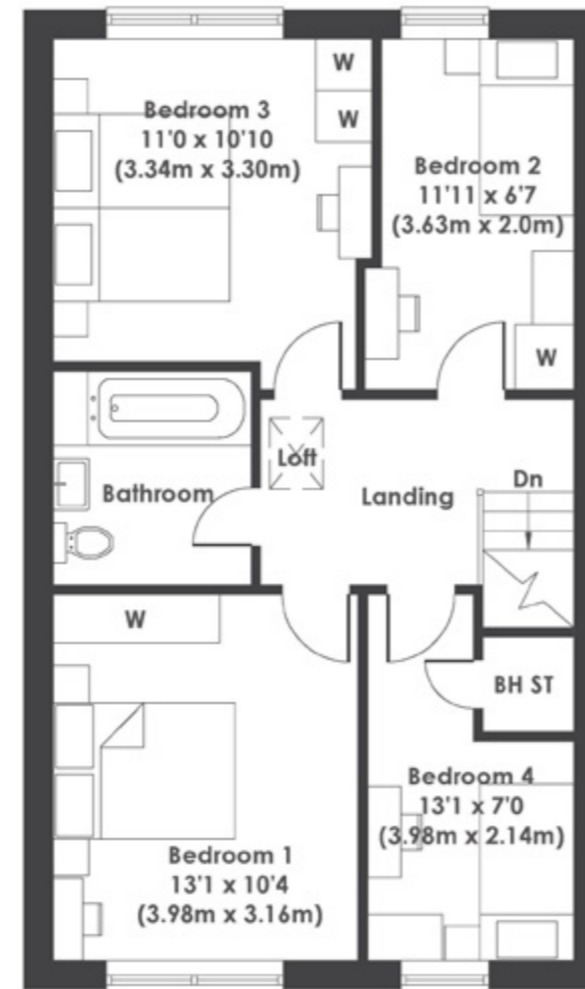 W
W
Bedroom 3
11'0 x 10'10
(3.34m x 3.30m)
Bedroom 2
11'11 x 6'7
(3.63m x 2.0m)
W
Loft
Bathroom
Landing
Dn
W
BH ST
Bedroom 4
13'1 x 7'0
(3.98m x 2.14m)
Bedroom 1
13'1 x 10'4
(3.98m x 3.16m)